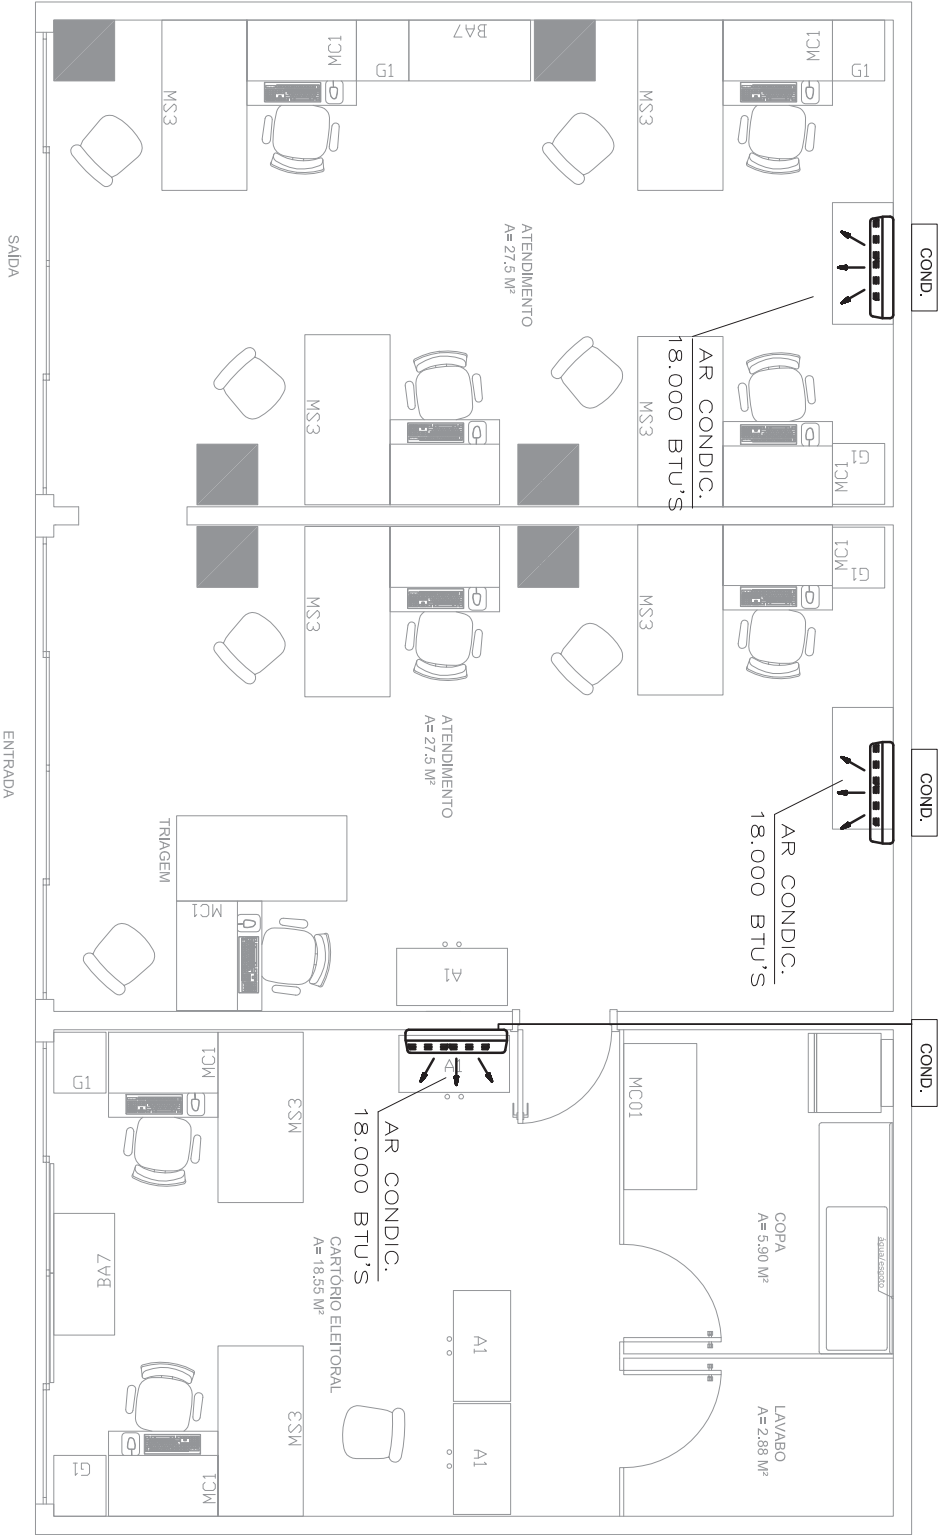 BA7
MC1
G1
MS3
MC1
G1
MS3
SAÍDA
ATENDIMENTO
A= 27.5 M²
COND.
AR CONDIC.
18.000 BTU'S
MS3
MS3
G1
MC1
MS3
MS3
MC1
G1
ENTRADA
ATENDIMENTO
A= 27.5 M²
COND.
AR CONDIC.
18.000 BTU'S
TRIAGEM
MC1
A1
COND.
G1
MC1
MS3
A1
MC01
AR CONDIC.
18.000 BTU'S
BA7
CARTÓRIO ELEITORAL
A= 18.55 M²
COPA
A= 5.90 M²
água/esgoto
A1
A1
MS3
MC1
G1
LAVABO
A= 2.88 M²